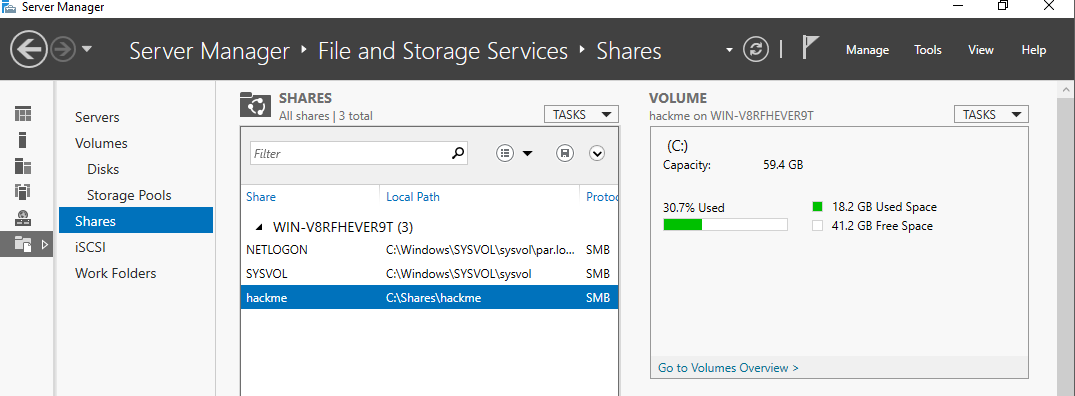 Server Manager
Server Manager ‣ File and Storage Services ‣ Shares
Manage Tools View Help
Servers
Volumes
Disks
Storage Pools
Shares
iSCSI
Work Folders
SHARES
All shares | 3 total
TASKS
Filter
Share Local Path Protoc
WIN-V8RFHEVER9T (3)
NETLOGON C:\Windows\SYSVOL\sysvol\par.lo... SMB
SYSVOL C:\Windows\SYSVOL\sysvol SMB
hackme C:\Shares\hackme SMB
VOLUME
hackme on WIN-V8RFHEVER9T
TASKS
(C:)
Capacity: 59.4 GB
30.7% Used
18.2 GB Used Space
41.2 GB Free Space
Go to Volumes Overview >